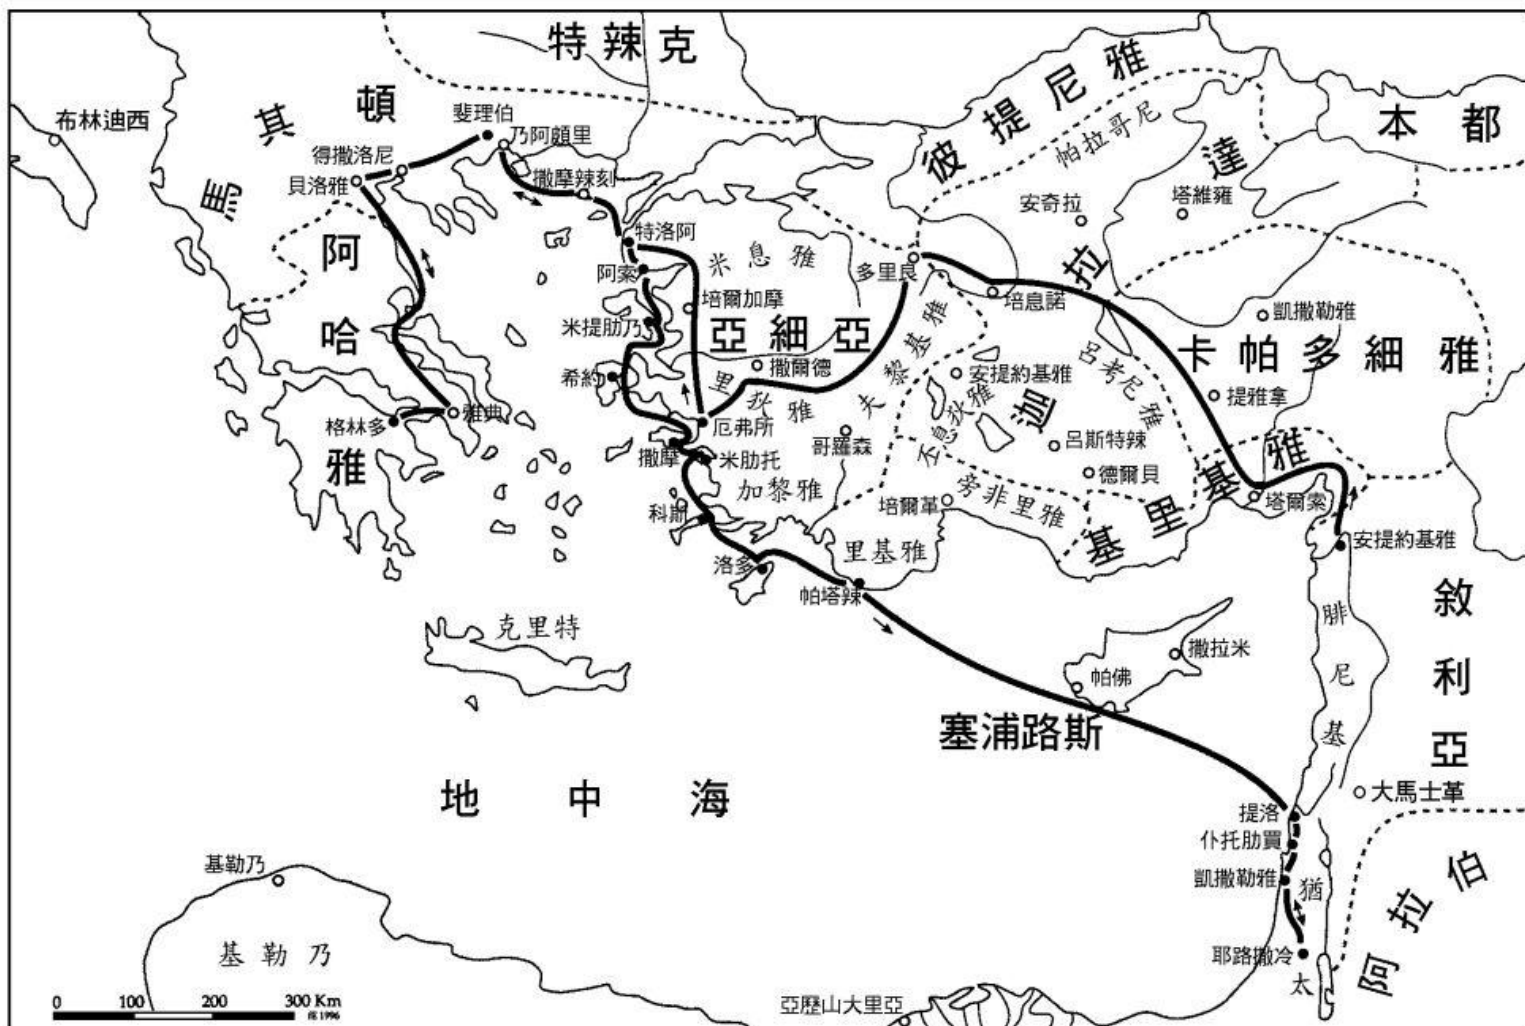 特辣克
馬其頓
彼提尼雅
帕拉哥尼
本都
布林迪西
斐理伯
乃阿頗里
得撒洛尼
貝洛雅
撒摩辣刻
達
塔維雍
安奇拉
特洛阿
阿哈雅
米息雅
多里良
拉
阿索
培息諾
培爾加摩
凱撒勒雅
米提肋乃
亞細亞
夫黎基雅
呂考尼雅
卡帕多細雅
撒爾德
希約
里狄雅
安提約基雅
丕息狄雅
迦
提雅拿
格林多
雅典
厄弗所
哥羅森
呂斯特辣
撒摩
米肋托
德爾貝
基里基雅
加黎雅
培爾革
旁非里雅
塔爾索
科斯
安提約基雅
里基雅
洛多
帕塔辣
敘利亞
腓尼基
克里特
撒拉米
帕佛
塞浦路斯
地中海
大馬士革
提洛
仆托肋買
阿拉伯
基勒乃
凱撒勒雅
猶太
耶路撒冷
基勒乃
亞歷山大里亞
0 100 200 300 Km
1996